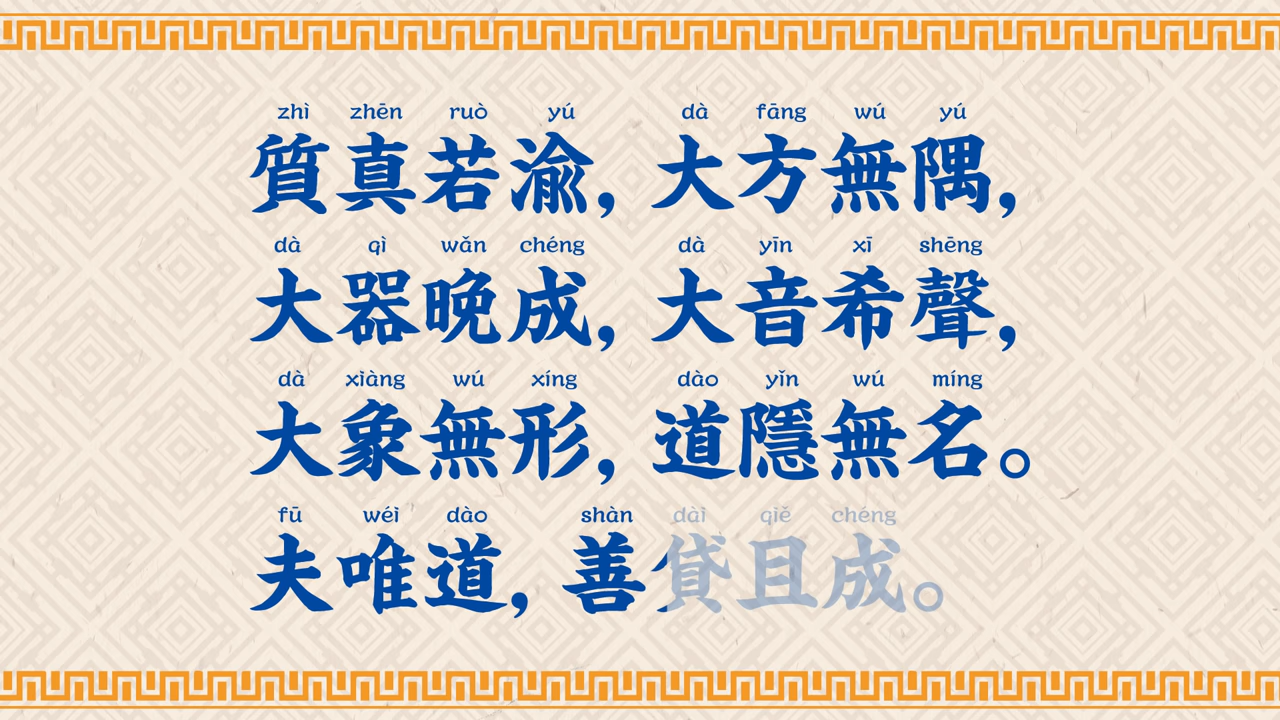 zhì zhēn ruò yú dà fāng wú yú
質真若渝, 大方無隅,
dà qì wǎn chéng dà yīn xī shēng
大器晚成, 大音希聲,
dà xìàng wú xíng dào yǐn wú míng
大象無形, 道隱無名。
fū wéi dào shàn dài qiě chéng
夫唯道, 善貸且成。